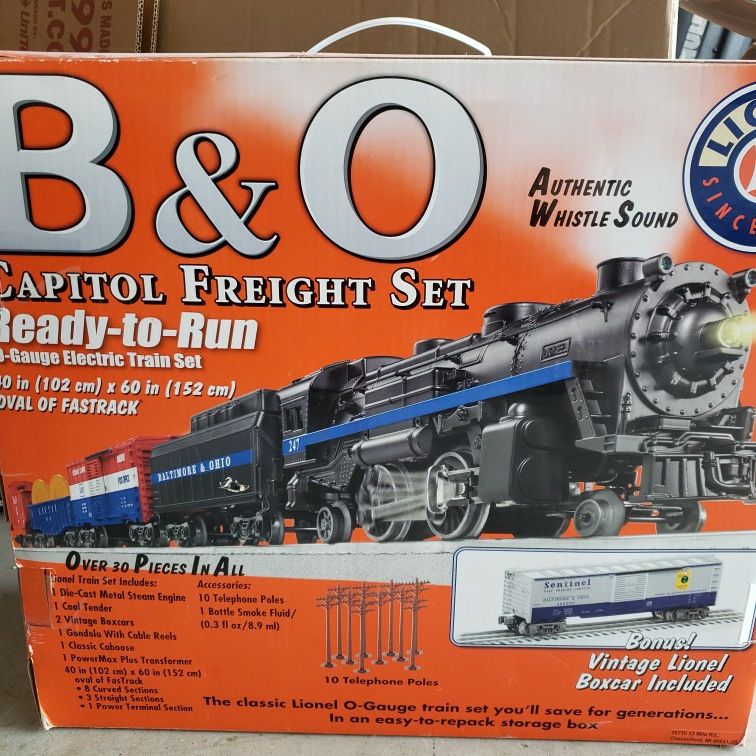 B & O
CAPITOL FREIGHT SET
Ready-to-Run
O-Gauge Electric Train Set
40 in (102 cm) x 60 in (152 cm)
OVAL OF FASTRACK
AUTHENTIC
WHISTLE SOUND
LIO
SINCE
247
BALTIMORE & OHIO
LIONEL
OVER 30 PIECES IN ALL
Lionel Train Set Includes:
1 Die-Cast Metal Steam Engine
1 Coal Tender
2 Vintage Boxcars
1 Gondola With Cable Reels
1 Classic Caboose
1 PowerMax Plus Transformer
40 in (102 cm) x 60 in (152 cm)
oval of FasTrack
• 8 Curved Sections
• 3 Straight Sections
• 1 Power Terminal Section
Accessories:
10 Telephone Poles
1 Bottle Smoke Fluid/
(0.3 fl oz/8.9 ml)
10 Telephone Poles
Sentinel
BALTIMORE & OHIO
Bonus!
Vintage Lionel
Boxcar Included
The classic Lionel O-Gauge train set you'll save for generations...
In an easy-to-repack storage box